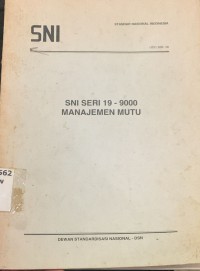 STANDAR NASIONAL INDONESIA
SNI
SNI SERI 19 - 9000
MANAJEMEN MUTU
562
N
DEWAN STANDARDISASI NASIONAL - DSN